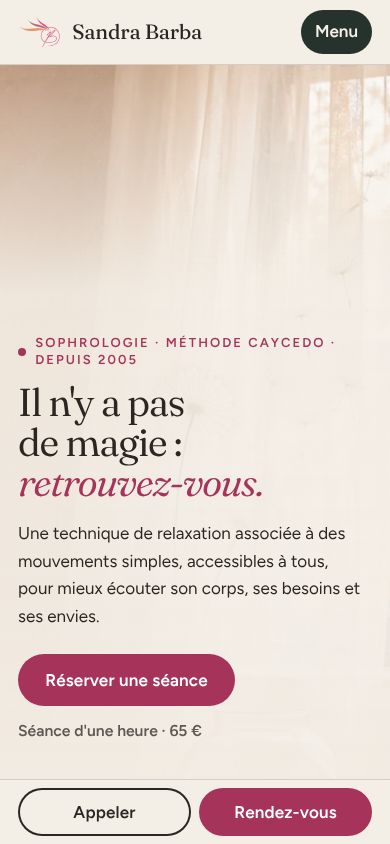 Sandra Barba
Menu
SOPHROLOGIE · MÉTHODE CAYCEDO ·
DEPUIS 2005
Il n'y a pas
de magie :
retrouvez-vous.
Une technique de relaxation associée à des
mouvements simples, accessibles à tous,
pour mieux écouter son corps, ses besoins et
ses envies.
Réserver une séance
Séance d'une heure · 65 €
Appeler
Rendez-vous